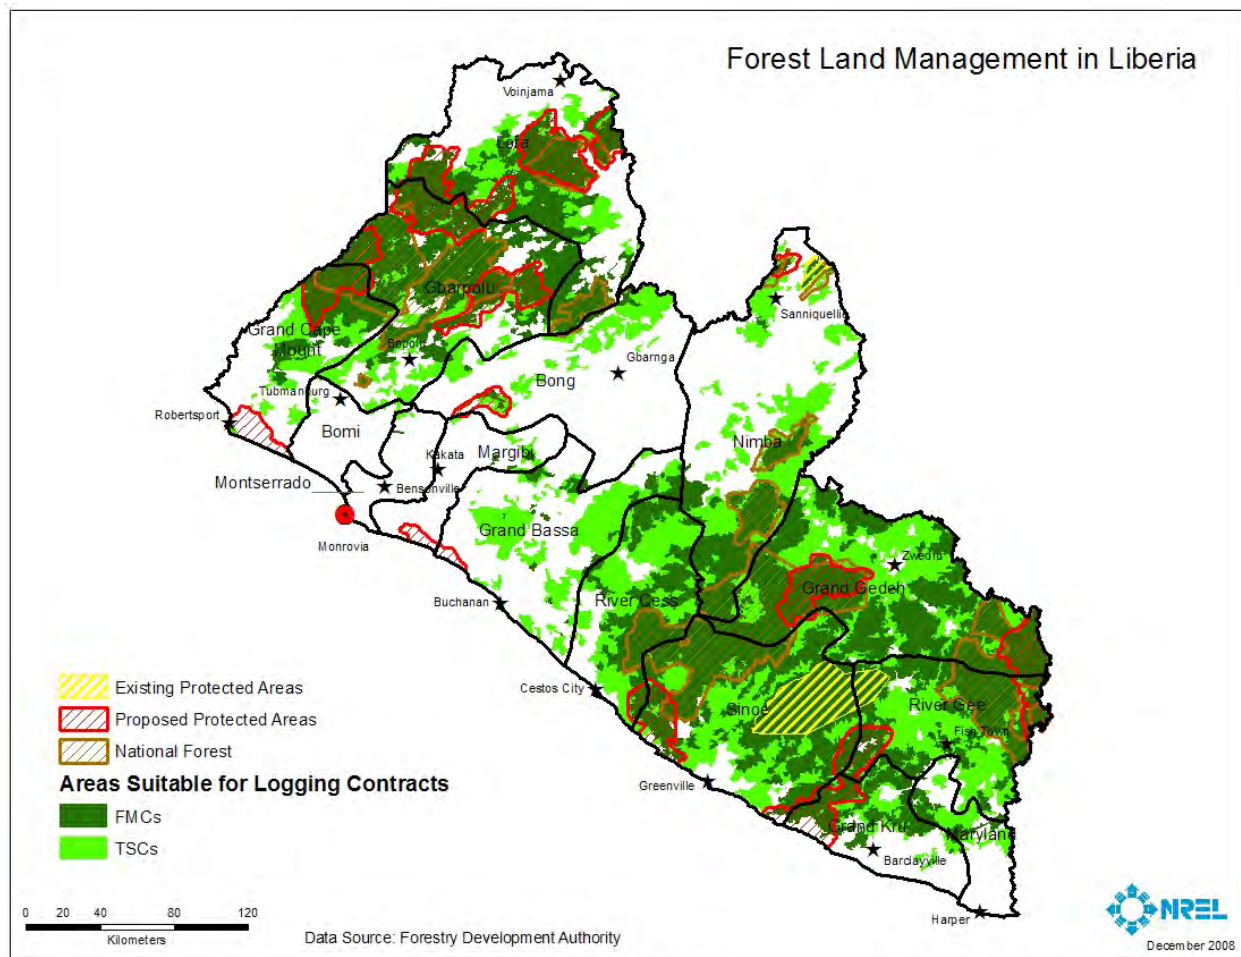 Forest Land Management in Liberia
Voinjama
Lofa
Gbarpolu
Sanniquellie
Grand Cape
Mount
Bopolu
Gbarnga
Bong
Tubmanburg
Robertsport
Bomi
Nimba
Kakata
Margibi
Montserrado
Bensonville
Grand Bassa
Monrovia
Zwedru
Grand Gedeh
Buchanan
River Cess
Cestos City
Sinoe
River Gee
Fish Town
Greenville
Grand Kru
Maryland
Barclayville
Harper
Existing Protected Areas
Proposed Protected Areas
National Forest
Areas Suitable for Logging Contracts
FMCs
TSCs
0 20 40 80 120
Kilometers
Data Source: Forestry Development Authority
NREL
December 2008